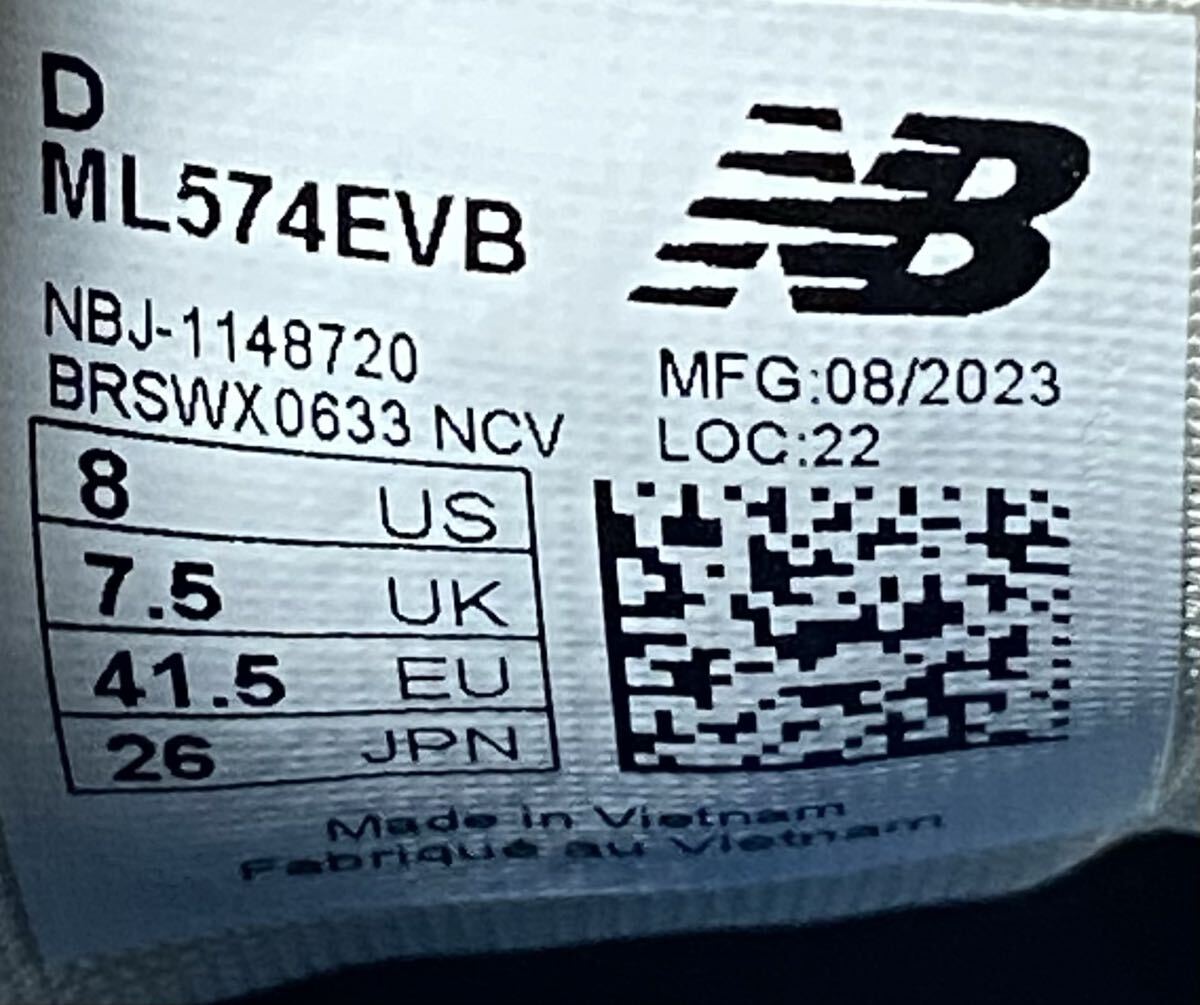 D
ML574EVB
NBJ-1148720
BRSWX0633 NCV
8 US
7.5 UK
41.5 EU
26 JPN
NB
MFG:08/2023
LOC:22
Made in Vietnam
Fabriqué au Vietnam